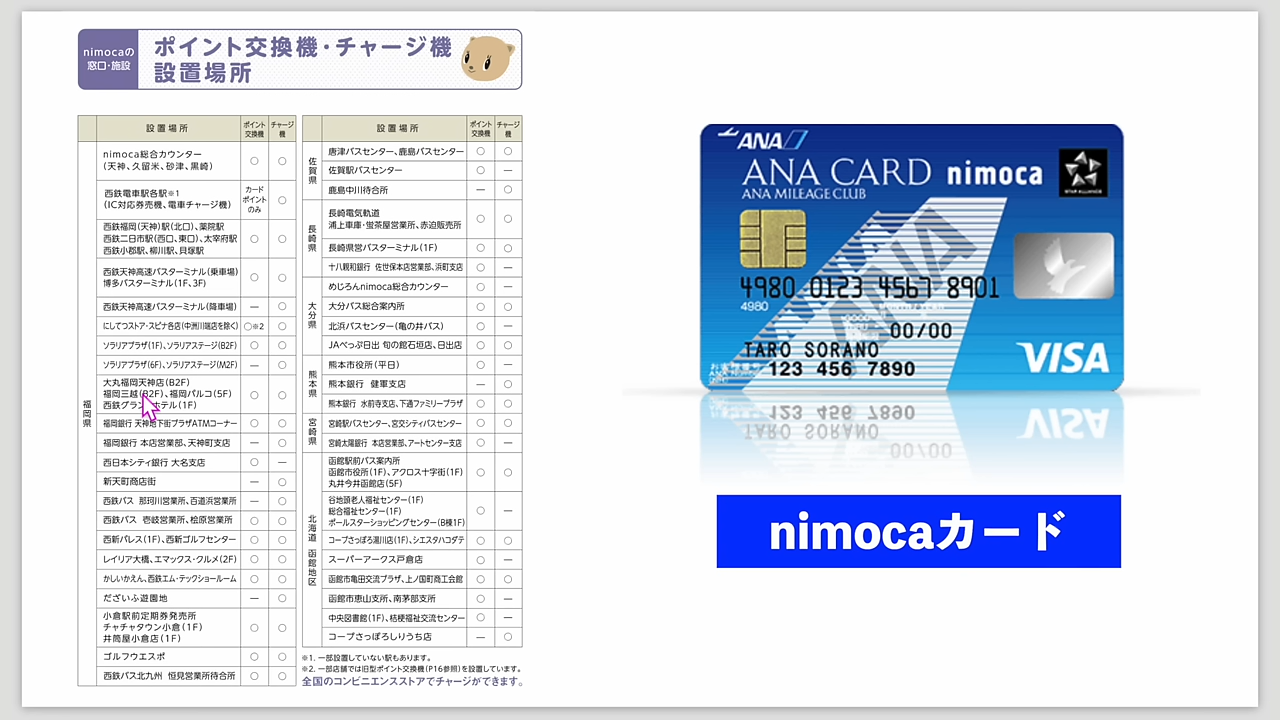 nimocaの
窓口・施設
ポイント交換機・チャージ機
設置場所
設置場所
ポイント
交換機
チャージ
機
福岡県
nimoca総合カウンター
(天神、久留米、砂津、黒崎)
○
○
西鉄電車駅各駅※1
(IC対応券売機、電車チャージ機)
カード
ポイント
のみ
○
西鉄福岡(天神)駅(北口)、薬院駅
西鉄二日市駅(西口、東口)、太宰府駅
西鉄小郡駅、柳川駅、貝塚駅
○
○
西鉄天神高速バスターミナル(乗車場)
博多バスターミナル(1F、3F)
○
○
西鉄天神高速バスターミナル(降車場)
—
○
にしてつストア・レガネット各店(中洲川端店を除く)
○※2
○
ソラリアプラザ(1F)、ソラリアステージ(B2F)
○
○
ソラリアプラザ(6F)、ソラリアステージ(M2F)
—
○
大丸福岡天神店(B2F)
福岡三越(B2F)、福岡パルコ(5F)
西鉄グランドホテル(1F)
○
○
福岡銀行 天神地下街プラザATMコーナー
○
○
福岡銀行 本店営業部、天神町支店
—
○
西日本シティ銀行 大名支店
○
—
新天町商店街
—
○
西鉄バス 那珂川営業所、百道浜営業所
—
○
西鉄バス 壱岐営業所、桧原営業所
○
○
西新パレス(1F)、西新ゴルフセンター
○
○
レイリア大橋、エマックス・クルメ(2F)
○
○
かしいかえん、西鉄エム・テックショールーム
○
○
だざいふ遊園地
—
○
小倉駅前定期券発売所
チャチャタウン小倉(1F)
井筒屋小倉店(1F)
○
○
ゴルフウエスポ
○
○
西鉄バス北九州 恒見営業所待合所
○
○
設置場所
ポイント
交換機
チャージ
機
佐賀県
唐津バスセンター、鹿島バスセンター
○
○
佐賀駅バスセンター
○
—
鹿島中川待合所
—
○
長崎県
長崎電気軌道
浦上車庫・蛍茶屋営業所、赤迫販売所
○
○
長崎県営バスターミナル(1F)
○
○
十八親和銀行 佐世保本店営業部、浜町支店
○
—
大分県
めじろんnimoca総合カウンター
○
—
大分バス総合案内所
○
○
北浜バスセンター(亀の井バス)
○
—
JAべっぷ日出 旬の館石垣店、日出店
○
○
熊本県
熊本市役所(平日)
○
—
熊本銀行 健軍支店
—
○
熊本銀行 水前寺支店、下通ファミリープラザ
○
○
宮崎県
宮崎駅バスセンター、宮交シティバスセンター
○
○
宮崎太陽銀行 本店営業部、アートセンター支店
○
—
北海道 函館地区
函館駅前バス案内所
函館市役所(1F)、アクロス十字街(1F)
丸井今井函館店(5F)
○
○
谷地頭老人福祉センター(1F)
総合福祉センター(1F)
ポールスターショッピングセンター(B棟1F)
○
—
コープさっぽろ湯川店(1F)、シエスタハコダテ
○
○
スーパーアークス戸倉店
○
—
函館市亀田交流プラザ、上ノ国町商工会館
○
○
函館市恵山支所、南茅部支所
○
—
中央図書館(1F)、桔梗福祉交流センター
○
—
コープさっぽろしりうち店
—
○
※1. 一部設置していない駅もあります。
※2. 一部店舗では旧型ポイント交換機(P16参照)を設置しています。
全国のコンビニエンスストアでチャージができます。
ANA
ANA CARD nimoca
ANA MILEAGE CLUB
STAR ALLIANCE
ANA
4980 0123 4567 8901
4980
00/00
TARO SORANO
お客様番号
123 456 7890
VISA
nimocaカード